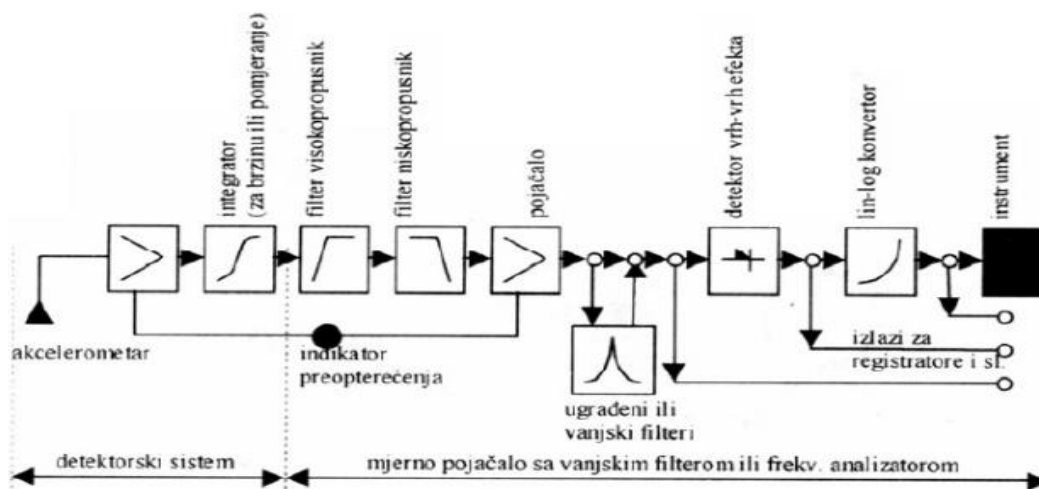 integrator
(za brzinu ili pomjeranje)
filter visokopropusnik
filter niskopropusnik
pojačalo
detektor vrh-vrh efekta
lin-log konvertor
instrument
akcelerometar
indikator
preopterećenja
izlazi za
registratore i sl.
ugrađeni ili
vanjski filteri
detektorski sistem
mjerno pojačalo sa vanjskim filterom ili frekv. analizatorom